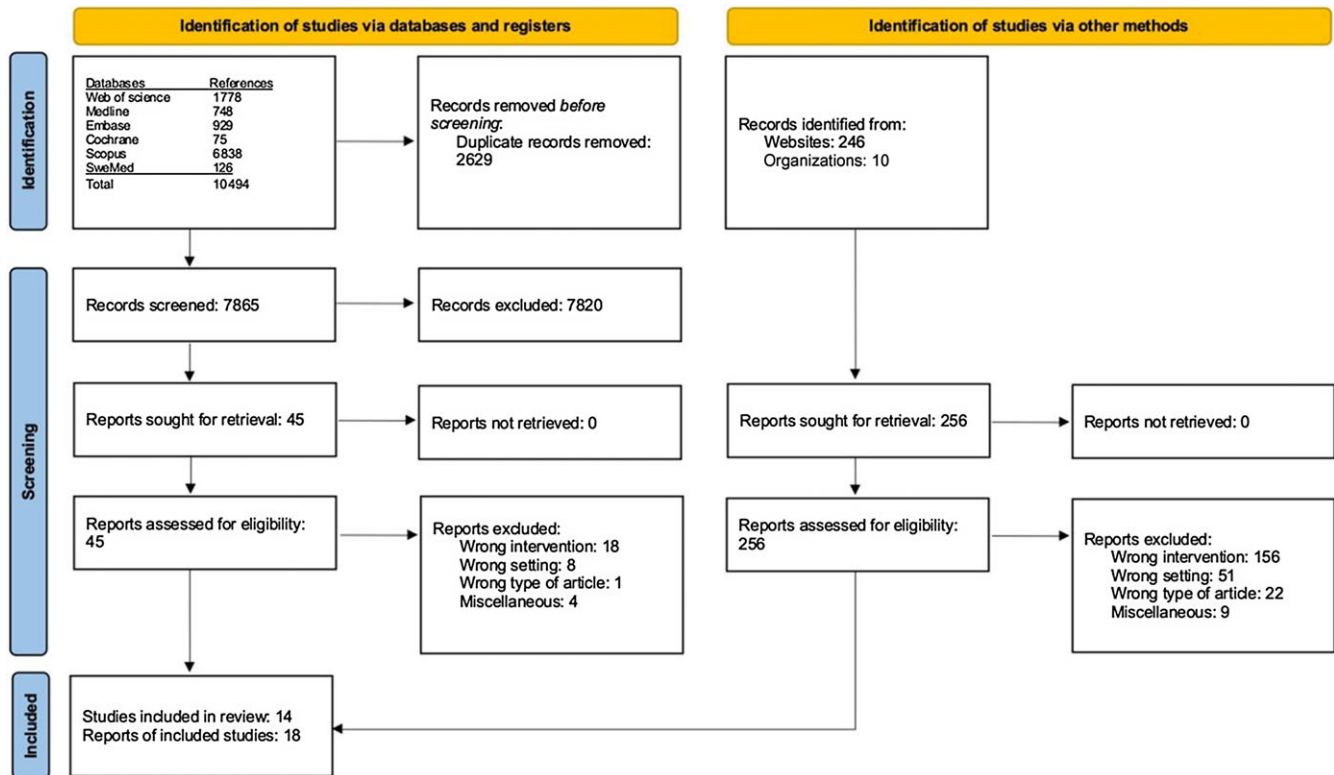 Identification of studies via databases and registers
Identification of studies via other methods
Identification
Databases References
Web of science 1778
Medline 748
Embase 929
Cochrane 75
Scopus 6838
SweMed 126
Total 10494
Records removed before
screening:
Duplicate records removed:
2629
Records identified from:
Websites: 246
Organizations: 10
Screening
Records screened: 7865
Records excluded: 7820
Reports sought for retrieval: 45
Reports not retrieved: 0
Reports sought for retrieval: 256
Reports not retrieved: 0
Reports assessed for eligibility:
45
Reports excluded:
Wrong intervention: 18
Wrong setting: 8
Wrong type of article: 1
Miscellaneous: 4
Reports assessed for eligibility:
256
Reports excluded:
Wrong intervention: 156
Wrong setting: 51
Wrong type of article: 22
Miscellaneous: 9
Included
Studies included in review: 14
Reports of included studies: 18